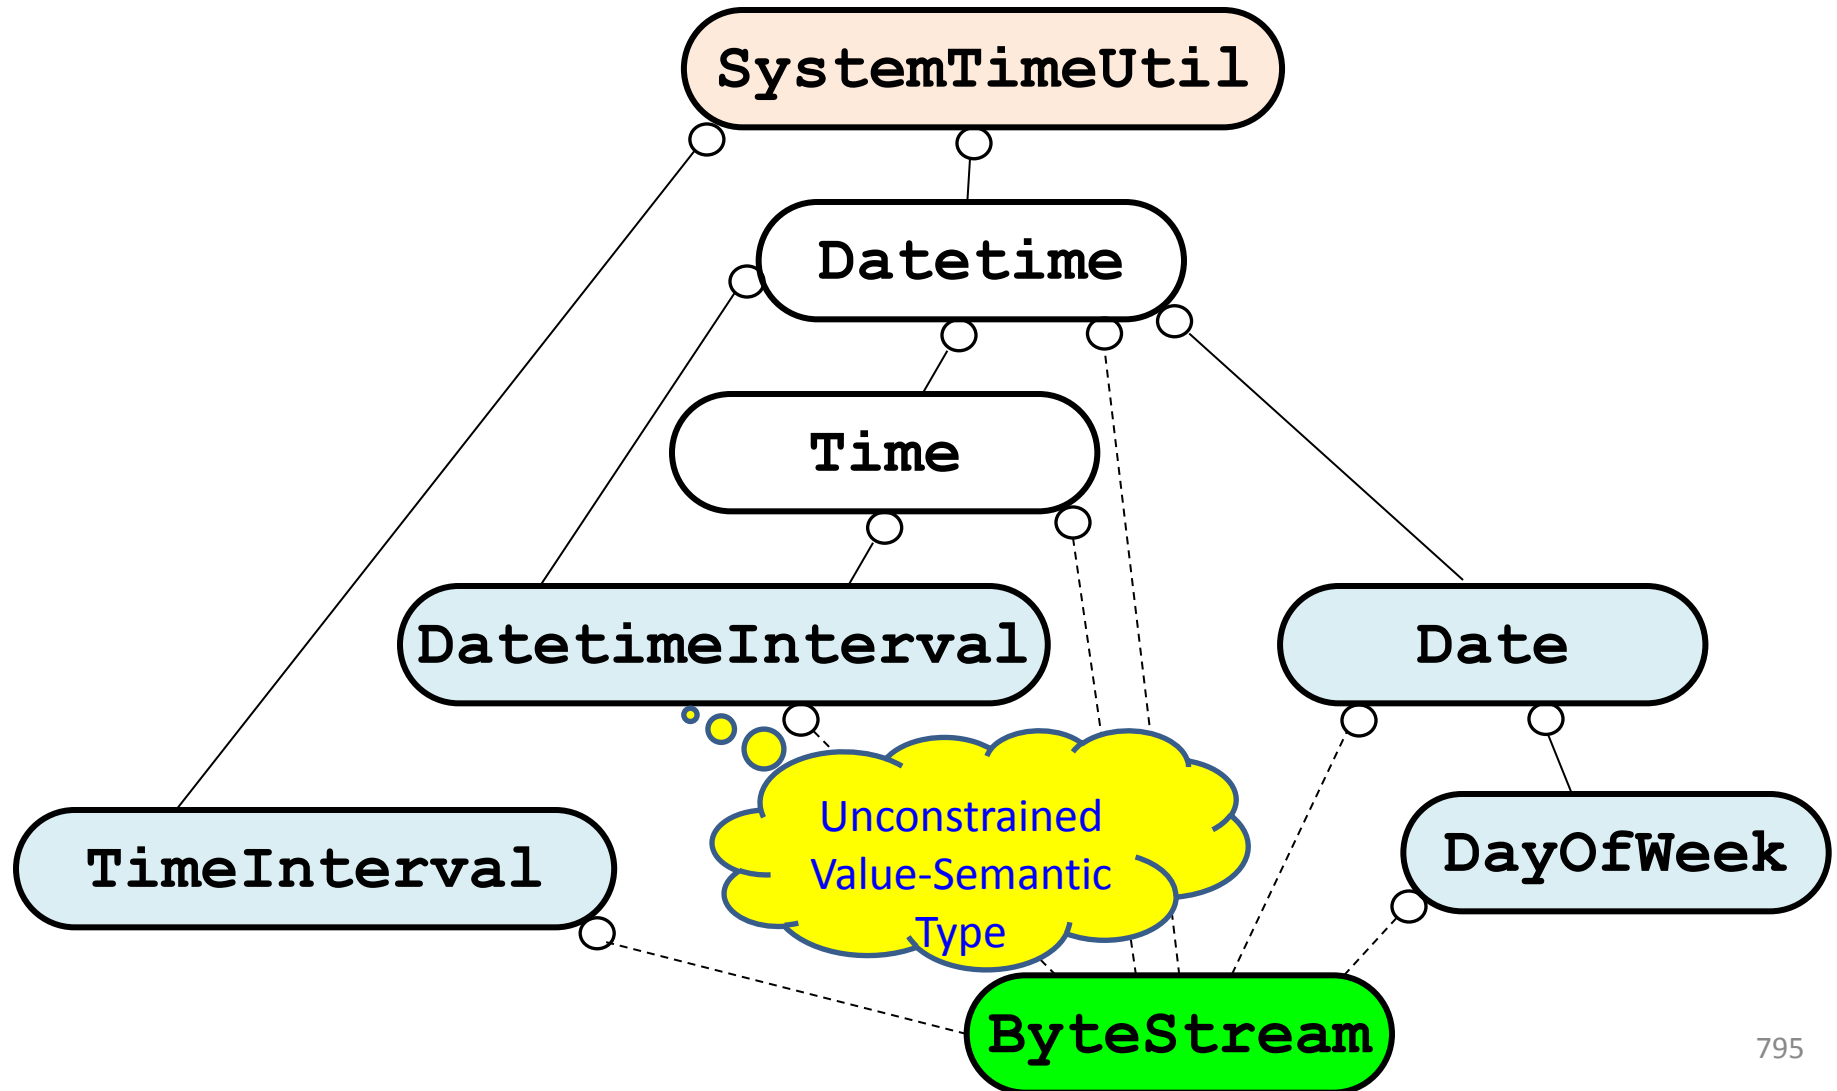 SystemTimeUtil
Datetime
Time
DatetimeInterval
Date
Unconstrained
Value-Semantic
Type
TimeInterval
DayOfWeek
ByteStream
795